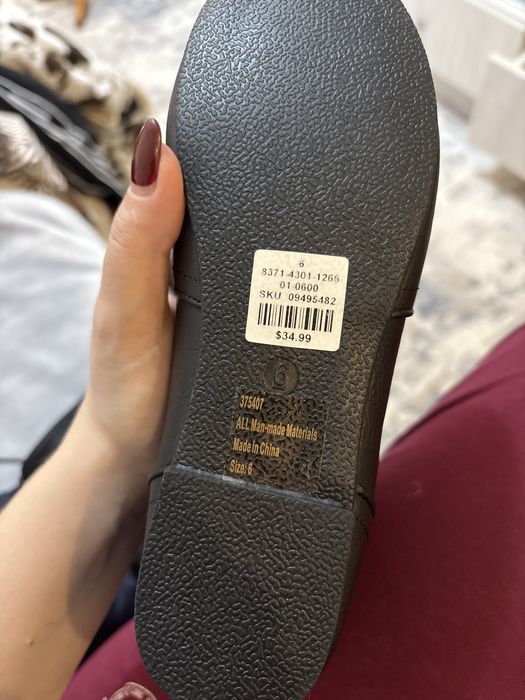 6
8371-4301-1265
01-0600
SKU 09495482
$34.99
6
375407
ALL Man-made Materials
Made in China
Size: 6